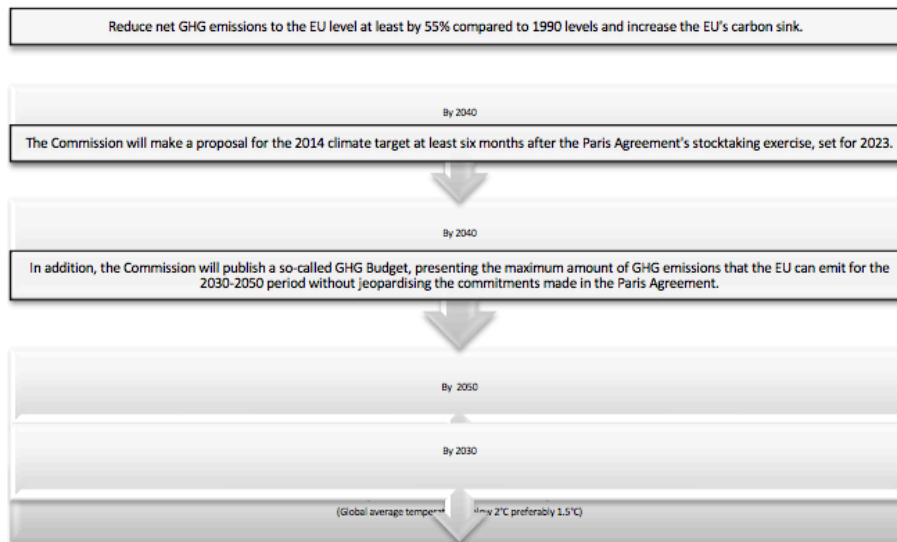 Reduce net GHG emissions to the EU level at least by 55% compared to 1990 levels and increase the EU's carbon sink.
By 2040
The Commission will make a proposal for the 2014 climate target at least six months after the Paris Agreement's stocktaking exercise, set for 2023.
By 2040
In addition, the Commission will publish a so-called GHG Budget, presenting the maximum amount of GHG emissions that the EU can emit for the
2030-2050 period without jeopardising the commitments made in the Paris Agreement.
By 2050
By 2030
(Global average 2°C preferably 1.5°C)